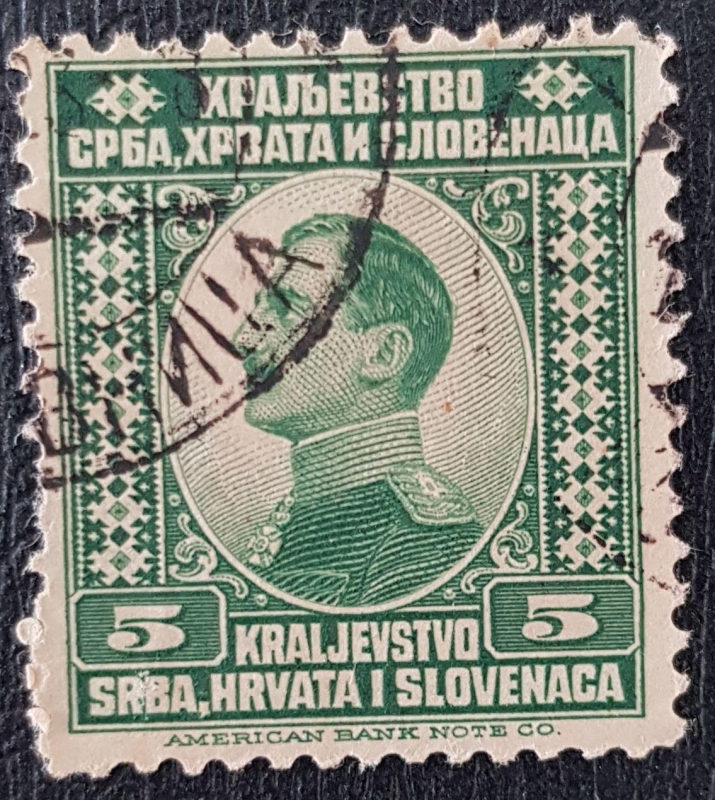 КРАЉЕВСТВО
СРБА, ХРВАТА И СЛОВЕНАЦА
5 5
KRALJEVSTVO
SRBA, HRVATA I SLOVENACA
AMERICAN BANK NOTE CO.